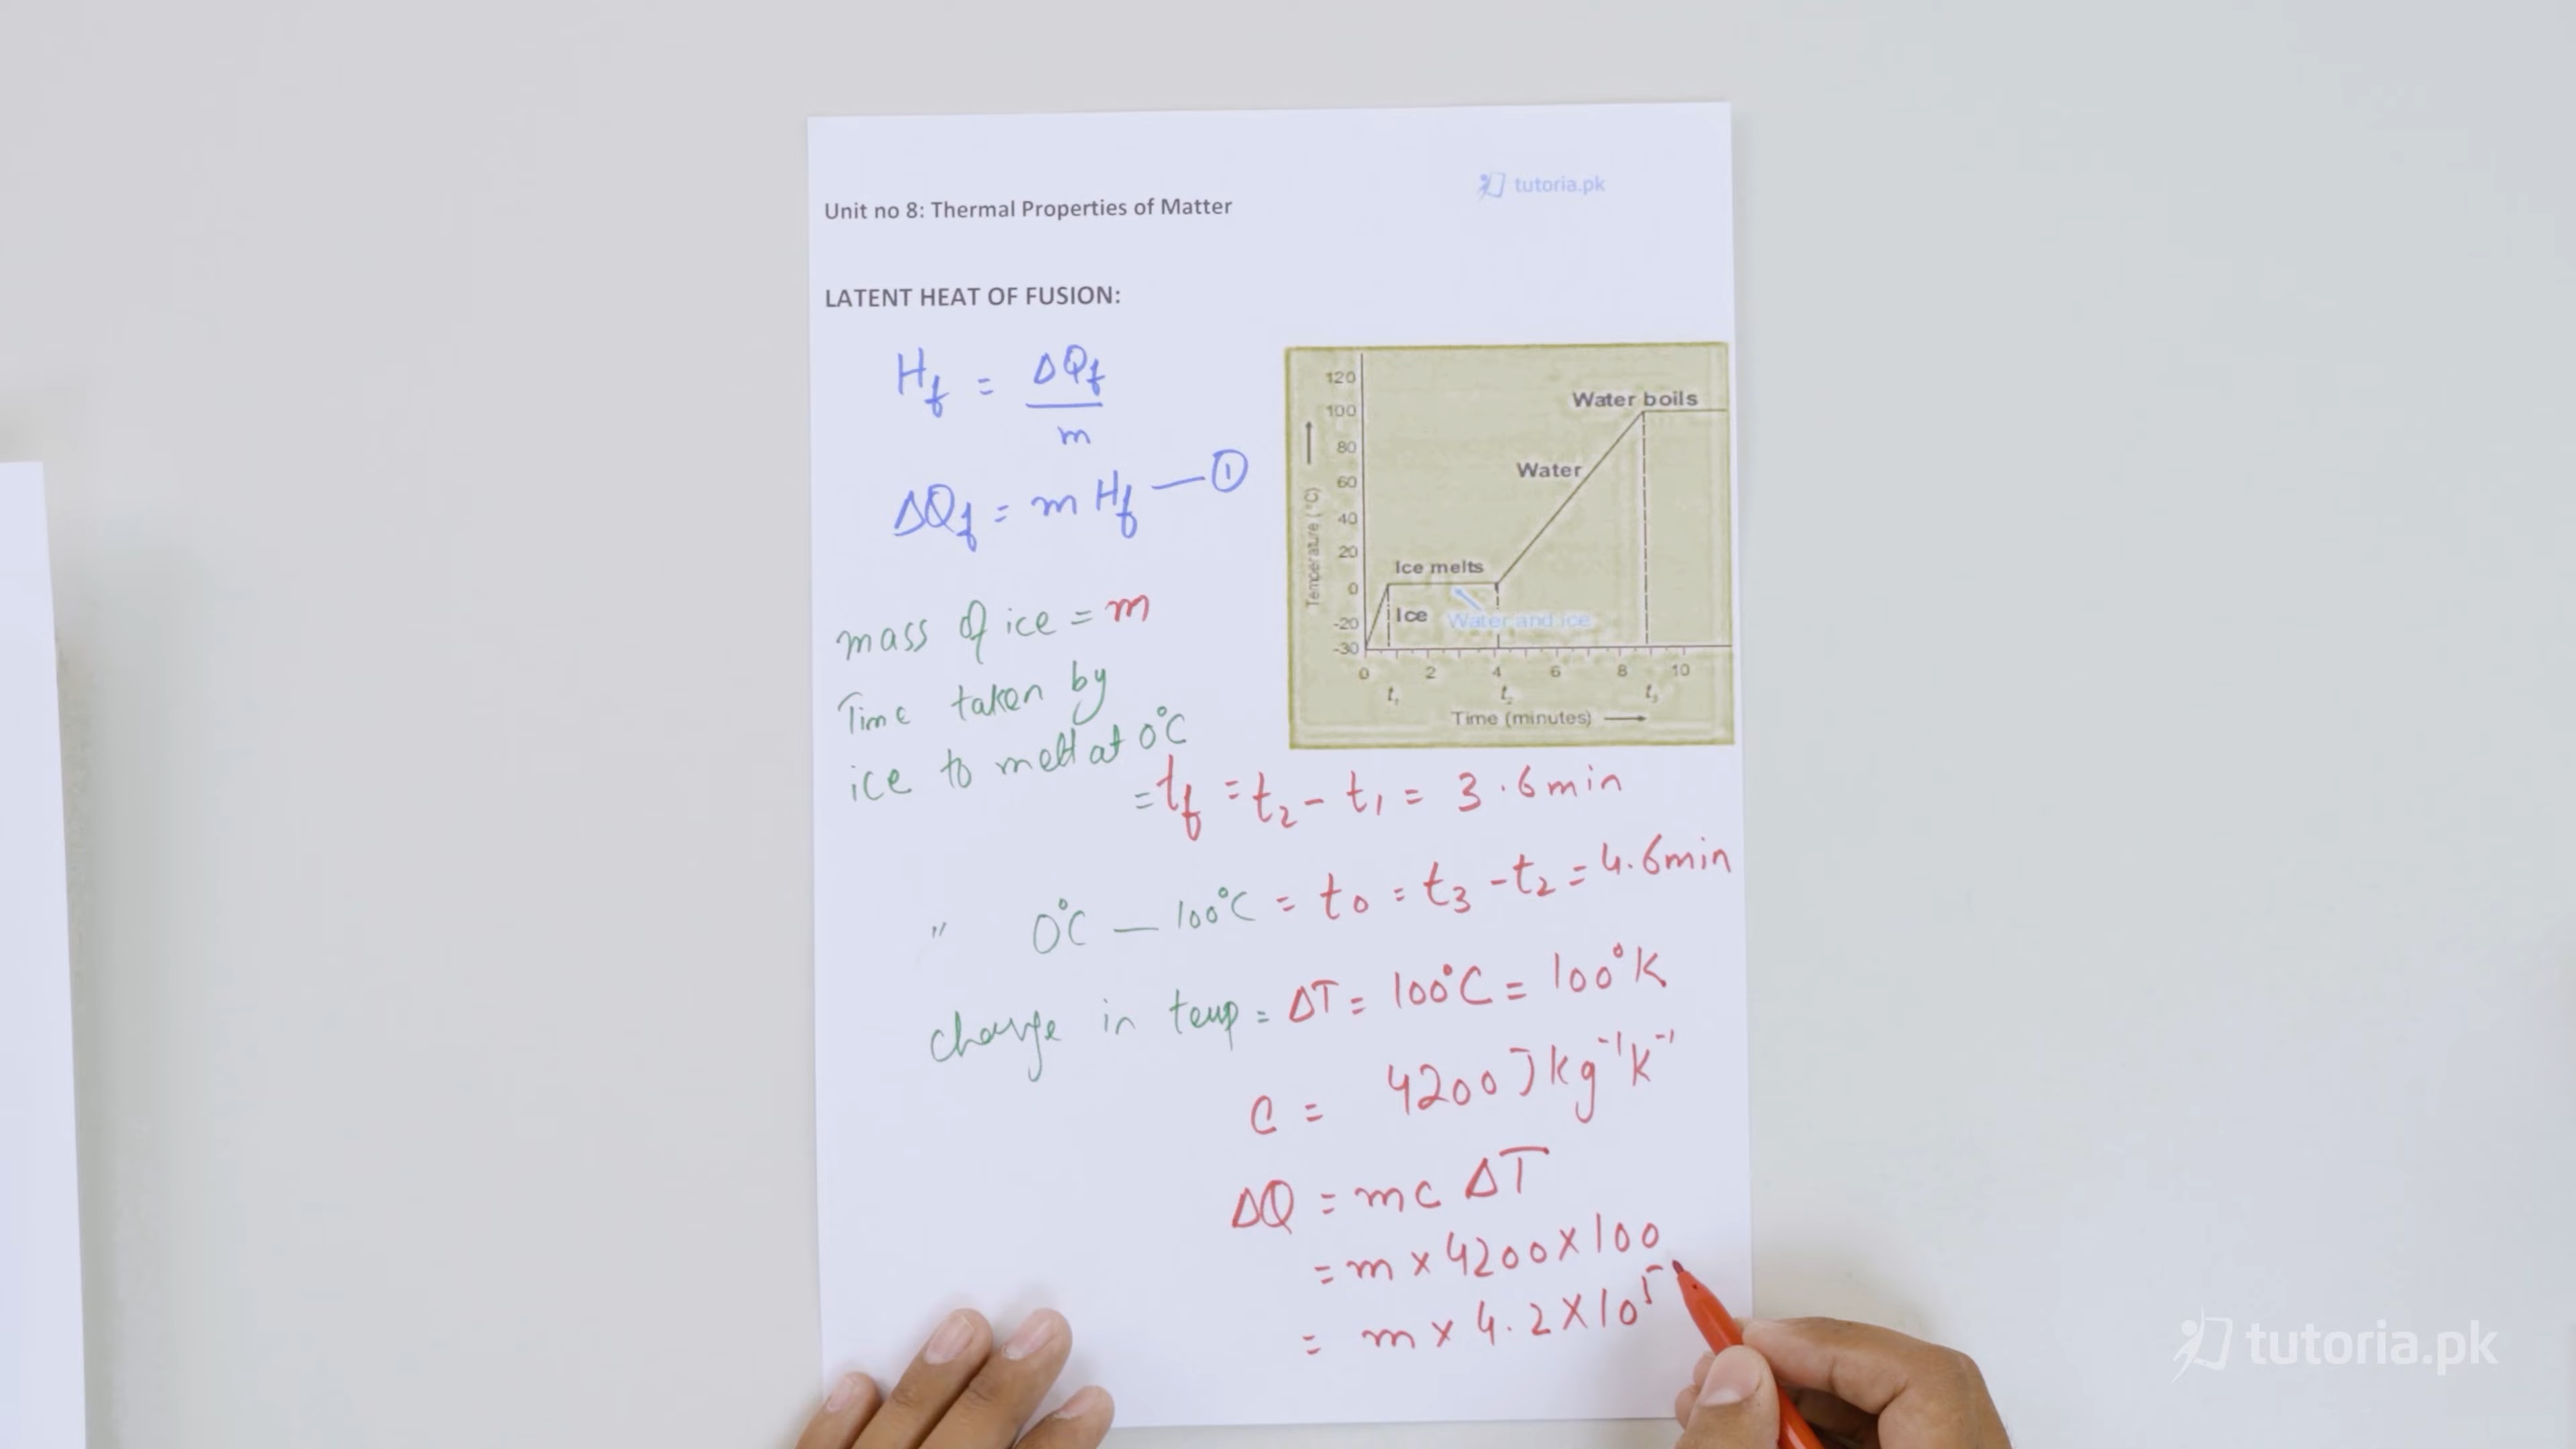 tutoria.pk
Unit no 8: Thermal Properties of Matter
LATENT HEAT OF FUSION:
Hf = ΔQf / m
ΔQf = m Hf — ①
mass of ice = m
Time taken by
ice to melt at 0°C
= tf = t2 - t1 = 3.6 min
" 0°C — 100°C = t0 = t3 - t2 = 4.6 min
change in temp = ΔT = 100°C = 100°K
C = 4200 J kg⁻¹ K⁻¹
ΔQ = mc ΔT
= m × 4200 × 100
= m × 4.2 × 10⁵
120
Water boils
100
80
Water
60
40
20
Ice melts
0
Ice
Water and ice
-20
-30
Temperature (°C)
0 2 4 6 8 10
t1 t2 t3
Time (minutes)
tutoria.pk